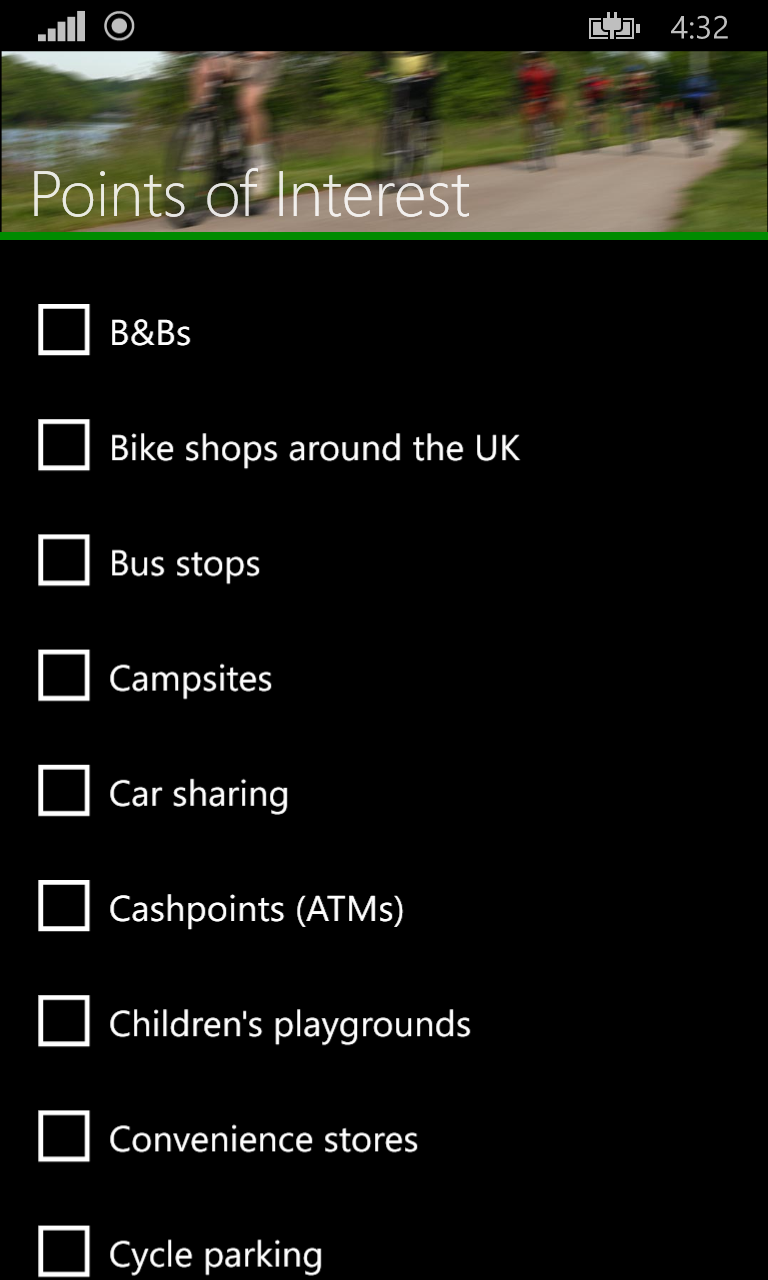 4:32
Points of Interest
B&Bs
Bike shops around the UK
Bus stops
Campsites
Car sharing
Cashpoints (ATMs)
Children's playgrounds
Convenience stores
Cycle parking